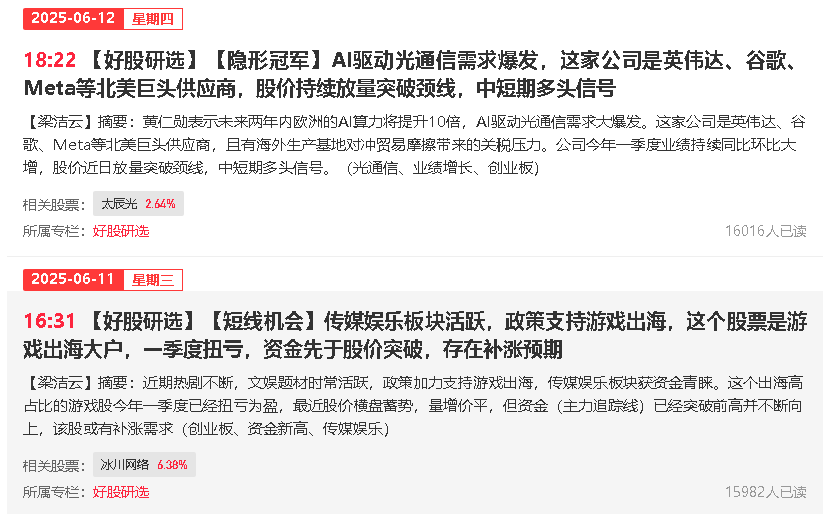 2025-06-12 星期四
18:22 【好股研选】【隐形冠军】AI驱动光通信需求爆发，这家公司是英伟达、谷歌、
Meta等北美巨头供应商，股价持续放量突破颈线，中短期多头信号
【梁洁云】摘要：黄仁勋表示未来两年内欧洲的AI算力将提升10倍，AI驱动光通信需求大爆发。这家公司是英伟达、谷
歌、Meta等北美巨头供应商，且有海外生产基地对冲贸易摩擦带来的关税压力。公司今年一季度业绩持续同比环比大
增，股价近日放量突破颈线，中短期多头信号。（光通信、业绩增长、创业板）
相关股票： 太辰光 2.64%
所属专栏：好股研选 16016人已读
2025-06-11 星期三
16:31 【好股研选】【短线机会】传媒娱乐板块活跃，政策支持游戏出海，这个股票是游
戏出海大户，一季度扭亏，资金先于股价突破，存在补涨预期
【梁洁云】摘要：近期热剧不断，文娱题材时常活跃，政策加力支持游戏出海，传媒娱乐板块获资金青睐。这个出海高
占比的游戏股今年一季度已经扭亏为盈，最近股价横盘蓄势，量增价平，但资金（主力追踪线）已经突破前高并不断向
上，该股或有补涨需求（创业板、资金新高、传媒娱乐）
相关股票： 冰川网络 6.38%
所属专栏：好股研选 15982人已读